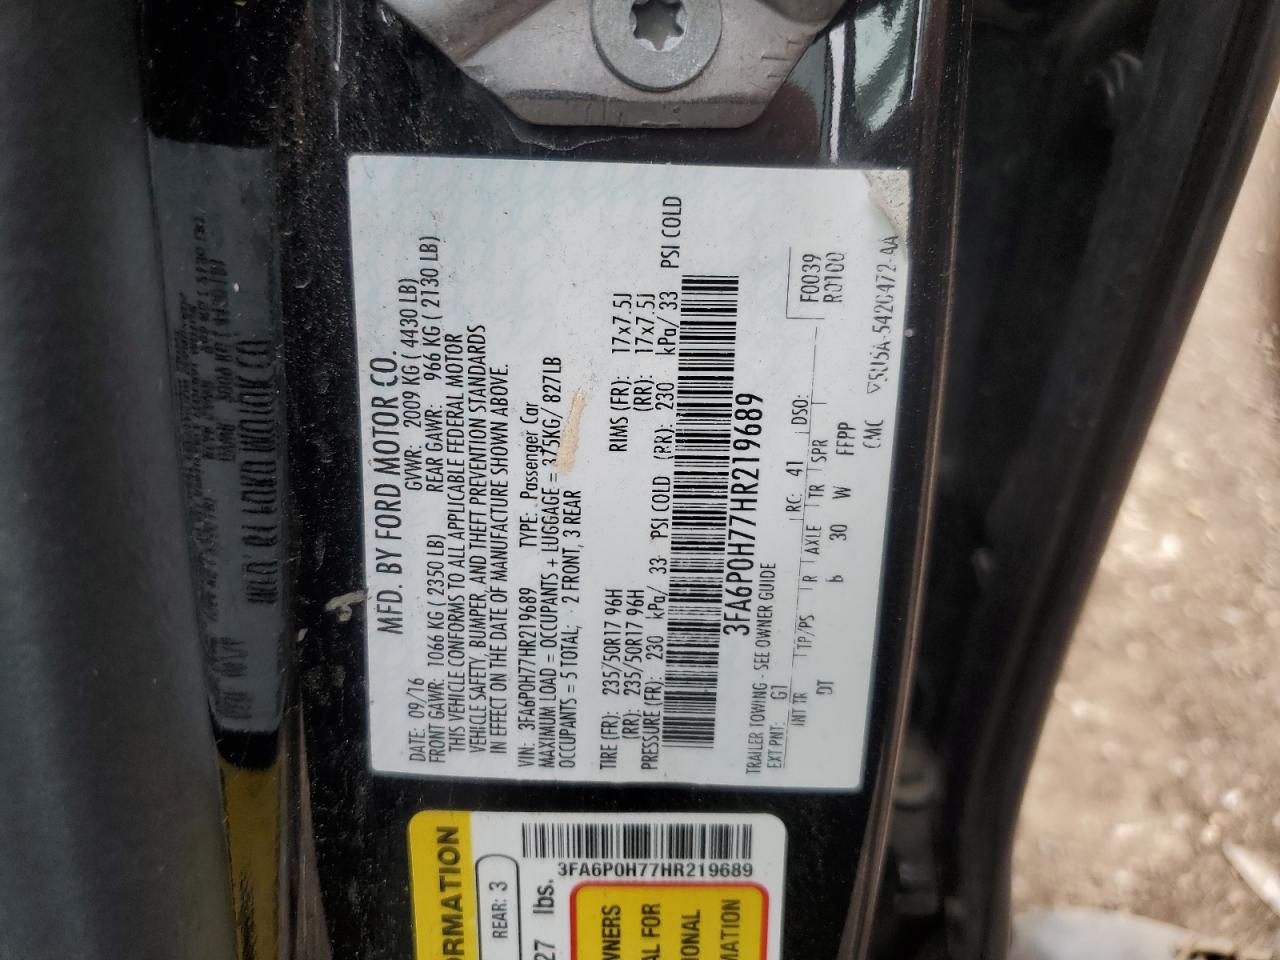 MFD. BY FORD MOTOR CO.
DATE: 09/16 GVWR: 2009 KG ( 4430 LB)
FRONT GAWR: 1066 KG ( 2350 LB) REAR GAWR: 966 KG ( 2130 LB)
THIS VEHICLE CONFORMS TO ALL APPLICABLE FEDERAL MOTOR
VEHICLE SAFETY, BUMPER, AND THEFT PREVENTION STANDARDS
IN EFFECT ON THE DATE OF MANUFACTURE SHOWN ABOVE.
VIN: 3FA6P0H77HR219689 TYPE: Passenger Car
MAXIMUM LOAD = OCCUPANTS + LUGGAGE = 375KG/ 827LB
OCCUPANTS = 5 TOTAL; 2 FRONT, 3 REAR
TIRE (FR): 235/50R17 96H RIMS (FR): 17x7.5J
(RR): 235/50R17 96H (RR): 17x7.5J
PRESSURE (FR): 230 kPa/ 33 PSI COLD (RR): 230 kPa/ 33 PSI COLD
3FA6P0H77HR219689
TRAILER TOWING - SEE OWNER GUIDE
F0039
R0100
EXT PNT: G1 RC: 41 DSO:
INT TR TP/PS R AXLE TR SPR
DT b 30 W FFPP
CMC
3FA6P0H77HR219689
ORMATION
REAR: 3
27 lbs.
WNERS
AL FOR
IONAL
MATION